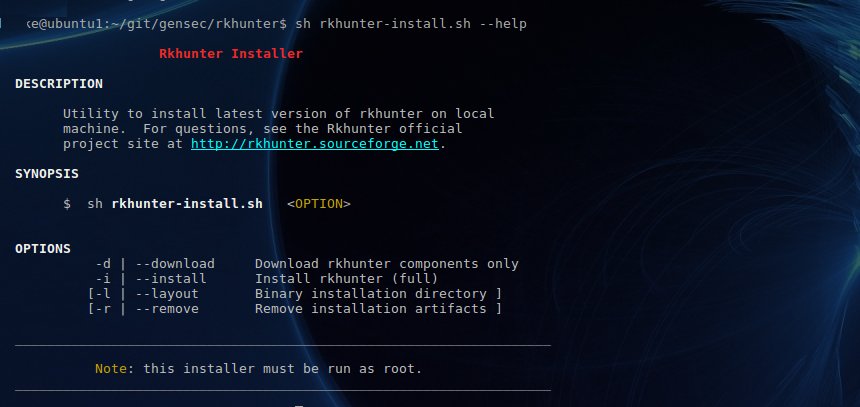 ke@ubuntu1:~/git/gensec/rkhunter$ sh rkhunter-install.sh --help
Rkhunter Installer
DESCRIPTION
Utility to install latest version of rkhunter on local
machine.  For questions, see the Rkhunter official
project site at http://rkhunter.sourceforge.net.
SYNOPSIS
$  sh rkhunter-install.sh   <OPTION>
OPTIONS
-d | --download     Download rkhunter components only
-i | --install      Install rkhunter (full)
[-l | --layout       Binary installation directory ]
[-r | --remove       Remove installation artifacts ]
Note: this installer must be run as root.